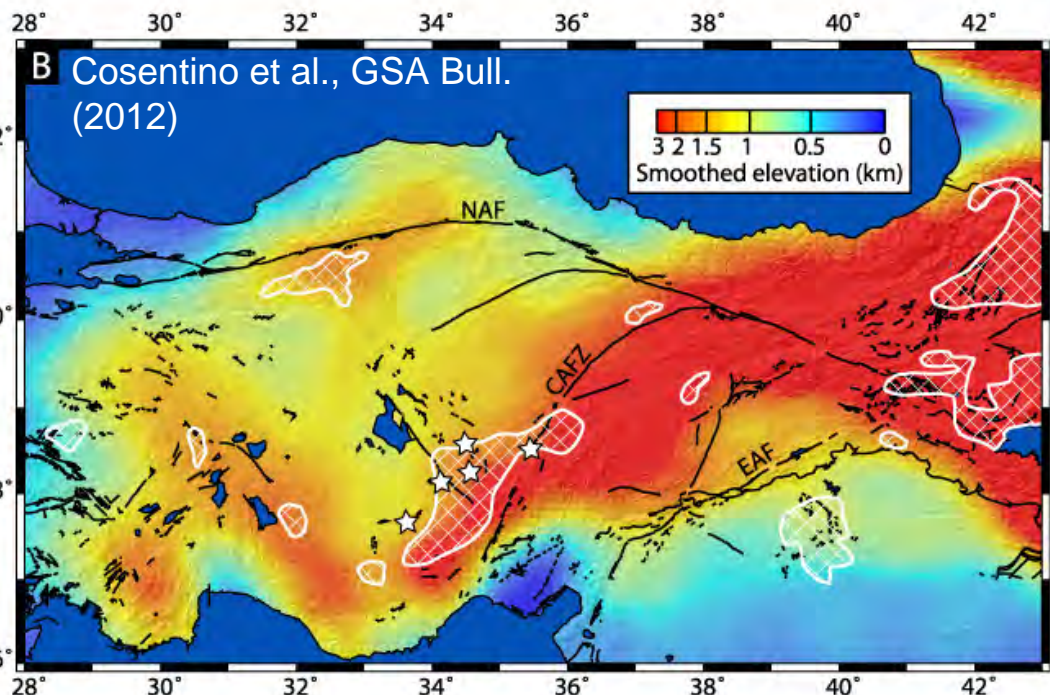 28° 30° 32° 34° 36° 38° 40° 42°
B Cosentino et al., GSA Bull.
(2012)
3 2 1.5 1 0.5 0
Smoothed elevation (km)
NAF
CAFZ
EAF
28° 30° 32° 34° 36° 38° 40° 42°